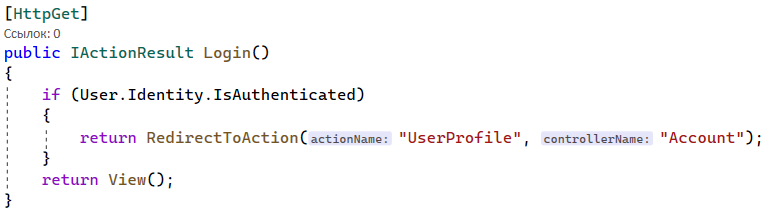 [HttpGet]
Ссылок: 0
public IActionResult Login()
{
if (User.Identity.IsAuthenticated)
{
return RedirectToAction(actionName: "UserProfile", controllerName: "Account");
}
return View();
}